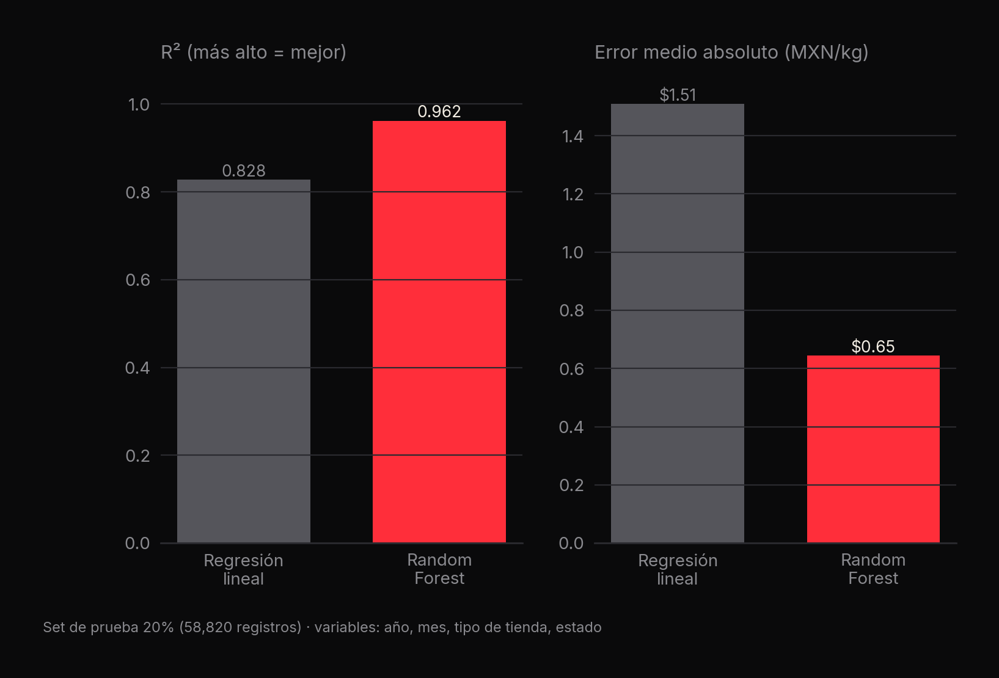 R² (más alto = mejor)
1.0
0.8
0.6
0.4
0.2
0.0
0.828
0.962
Regresión
lineal
Random
Forest
Error medio absoluto (MXN/kg)
1.4
1.2
1.0
0.8
0.6
0.4
0.2
0.0
$1.51
$0.65
Regresión
lineal
Random
Forest
Set de prueba 20% (58,820 registros) · variables: año, mes, tipo de tienda, estado